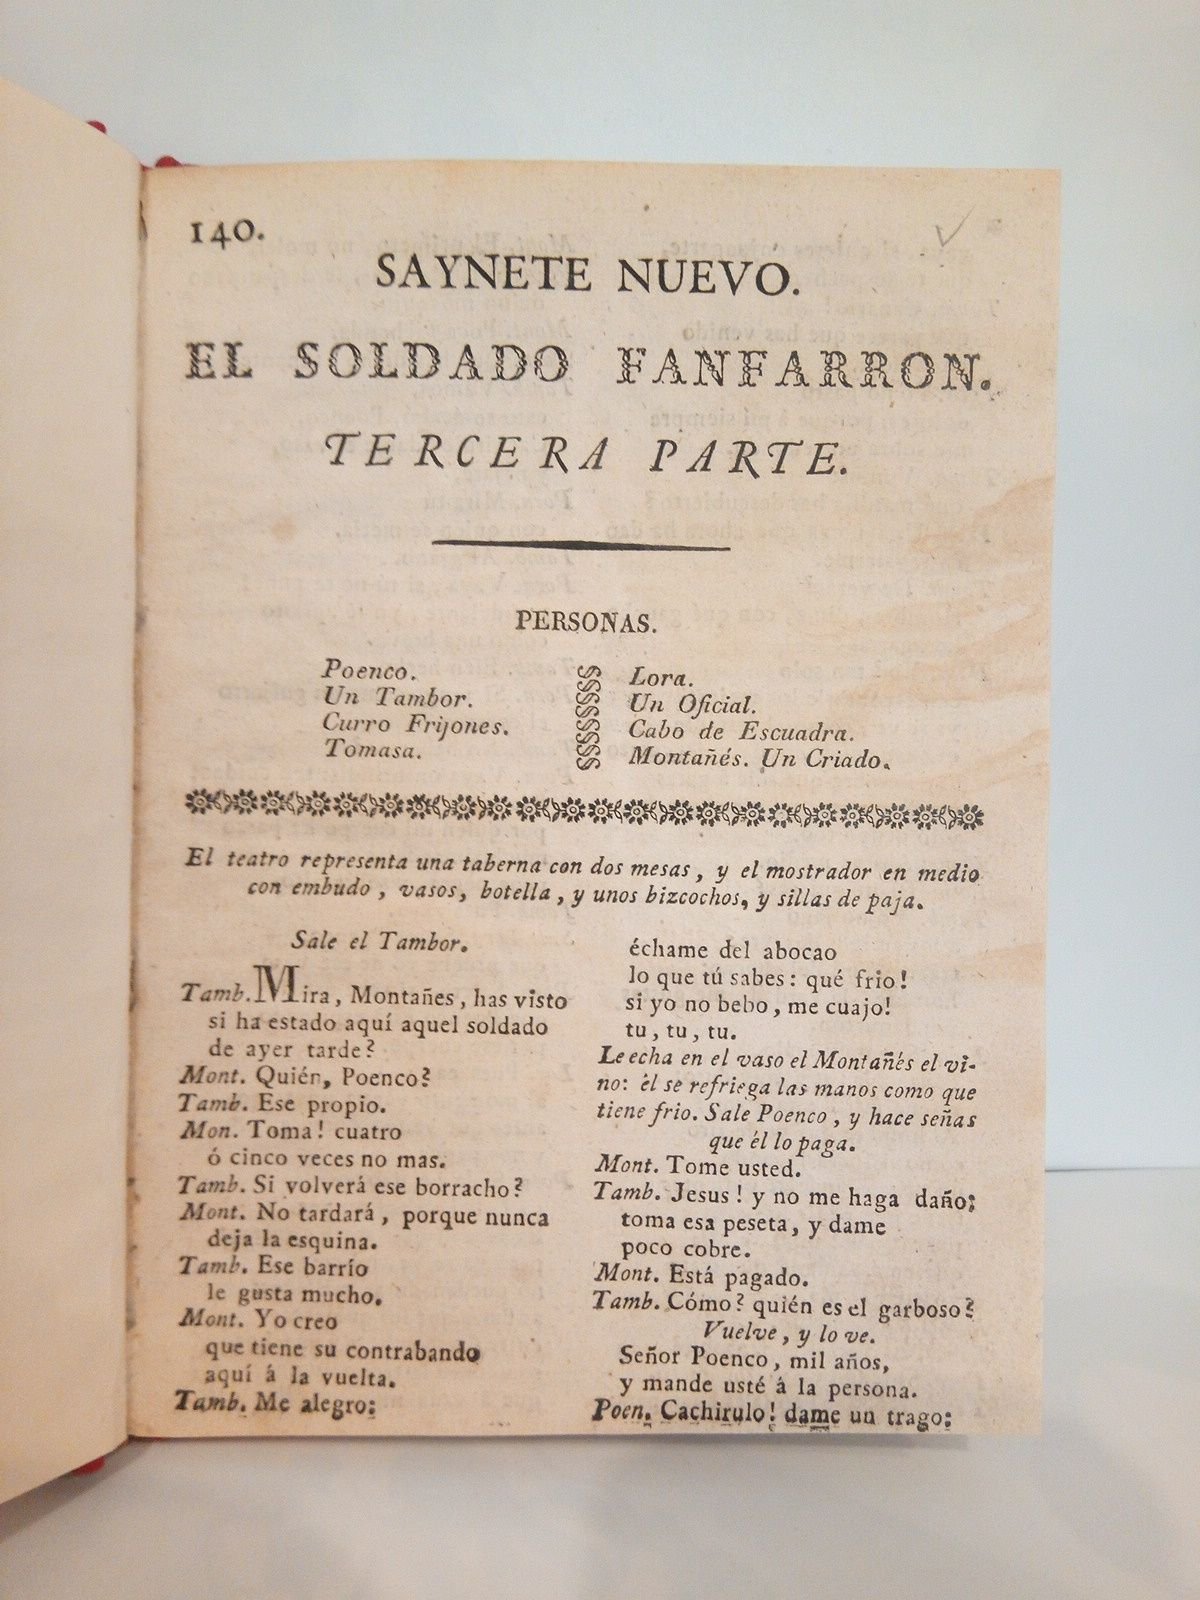 140.
SAYNETE NUEVO.
EL SOLDADO FANFARRON.
TERCERA PARTE.
PERSONAS.
Poenco.
Un Tambor.
Curro Frijones.
Tomasa.
Lora.
Un Oficial.
Cabo de Escuadra.
Montañés. Un Criado.
El teatro representa una taberna con dos mesas, y el mostrador en medio
con embudo, vasos, botella, y unos bizcochos, y sillas de paja.
Sale el Tambor.
Tamb. Mira, Montañes, has visto
si ha estado aquí aquel soldado
de ayer tarde?
Mont. Quién, Poenco?
Tamb. Ese propio.
Mon. Toma! cuatro
ó cinco veces no mas.
Tamb. Si volverá ese borracho?
Mont. No tardará, porque nunca
deja la esquina.
Tamb. Ese barrío
le gusta mucho.
Mont. Yo creo
que tiene su contrabando
aquí á la vuelta.
Tamb. Me alegro:
échame del abocao
lo que tú sabes: qué frio!
si yo no bebo, me cuajo!
tu, tu, tu.
Le echa en el vaso el Montañés el vi-
no: él se refriega las manos como que
tiene frio. Sale Poenco, y hace señas
que él lo paga.
Mont. Tome usted.
Tamb. Jesus! y no me haga daño;
toma esa peseta, y dame
poco cobre.
Mont. Está pagado.
Tamb. Cómo? quién es el garboso?
Vuelve, y lo ve.
Señor Poenco, mil años,
y mande usté á la persona.
Poen. Cachirulo! dame un trago: